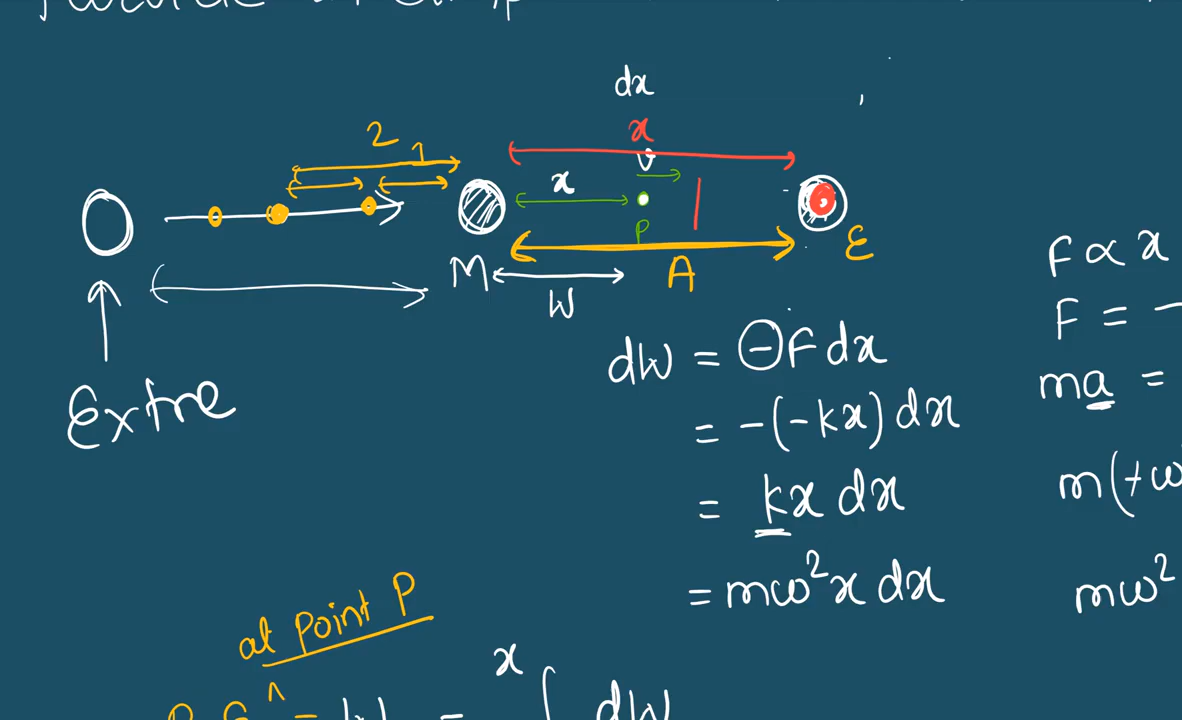 dx
2 1 x
v
x
P
M A E
W
Extre
F ∝ x
F = -
ma =
m(+ω
mω²
dW = ⊖F dx
= -(-kx) dx
= kx dx
= mω²x dx
at point P
x
= W = ∫ dW